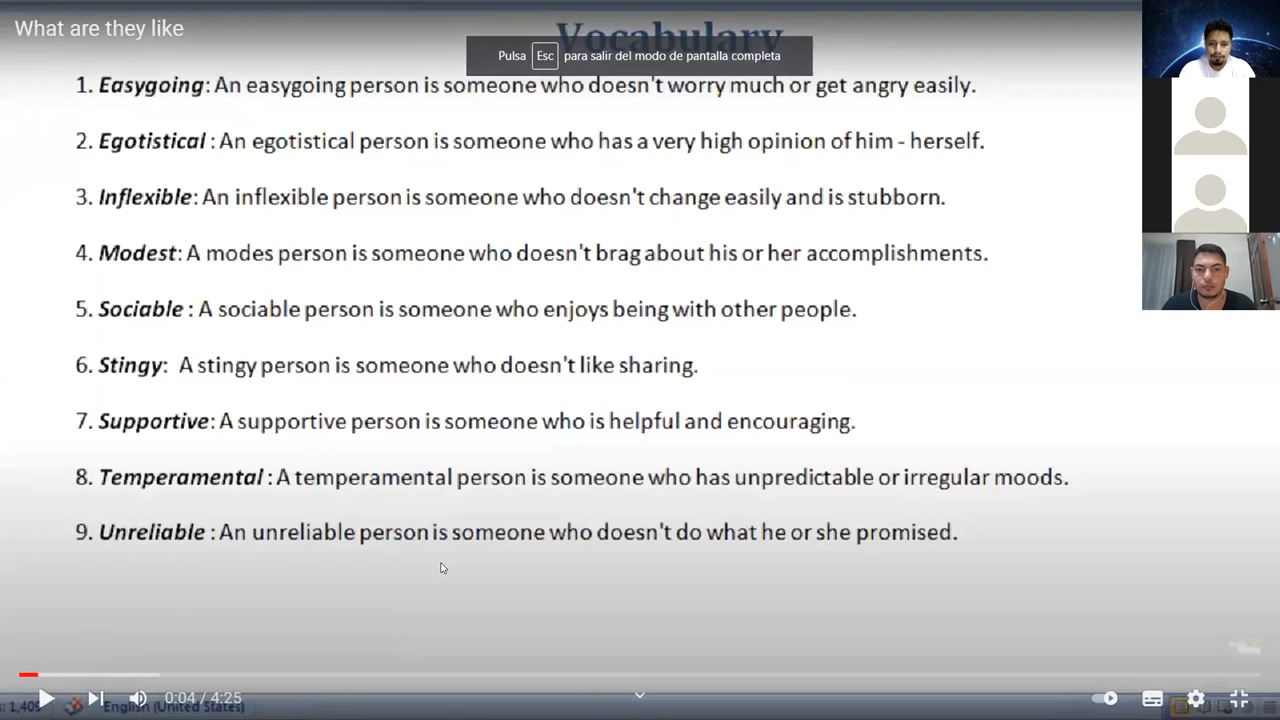 What are they like
Vocabulary
Pulsa Esc para salir del modo de pantalla completa
1. Easygoing: An easygoing person is someone who doesn't worry much or get angry easily.
2. Egotistical : An egotistical person is someone who has a very high opinion of him - herself.
3. Inflexible: An inflexible person is someone who doesn't change easily and is stubborn.
4. Modest: A modes person is someone who doesn't brag about his or her accomplishments.
5. Sociable : A sociable person is someone who enjoys being with other people.
6. Stingy: A stingy person is someone who doesn't like sharing.
7. Supportive: A supportive person is someone who is helpful and encouraging.
8. Temperamental : A temperamental person is someone who has unpredictable or irregular moods.
9. Unreliable : An unreliable person is someone who doesn't do what he or she promised.
0:04 / 4:25
English (United States)